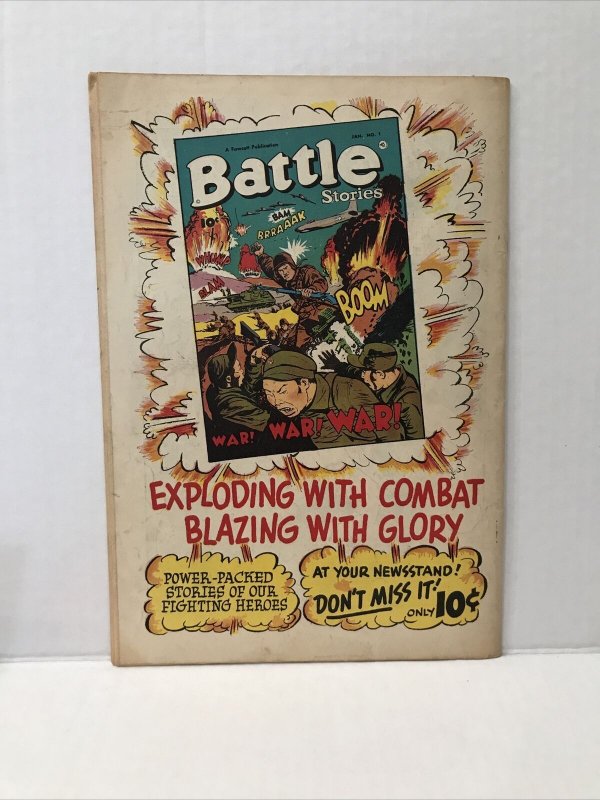 A Fawcett Publication
JAN. NO. 1
Battle
Stories
10¢
BAM
BRRAAAK
WHAM
BLAM
BOOM
WAR! WAR! WAR!
EXPLODING WITH COMBAT
BLAZING WITH GLORY
POWER-PACKED
STORIES OF OUR
FIGHTING HEROES
AT YOUR NEWSSTAND!
DON'T MISS IT!
ONLY 10¢